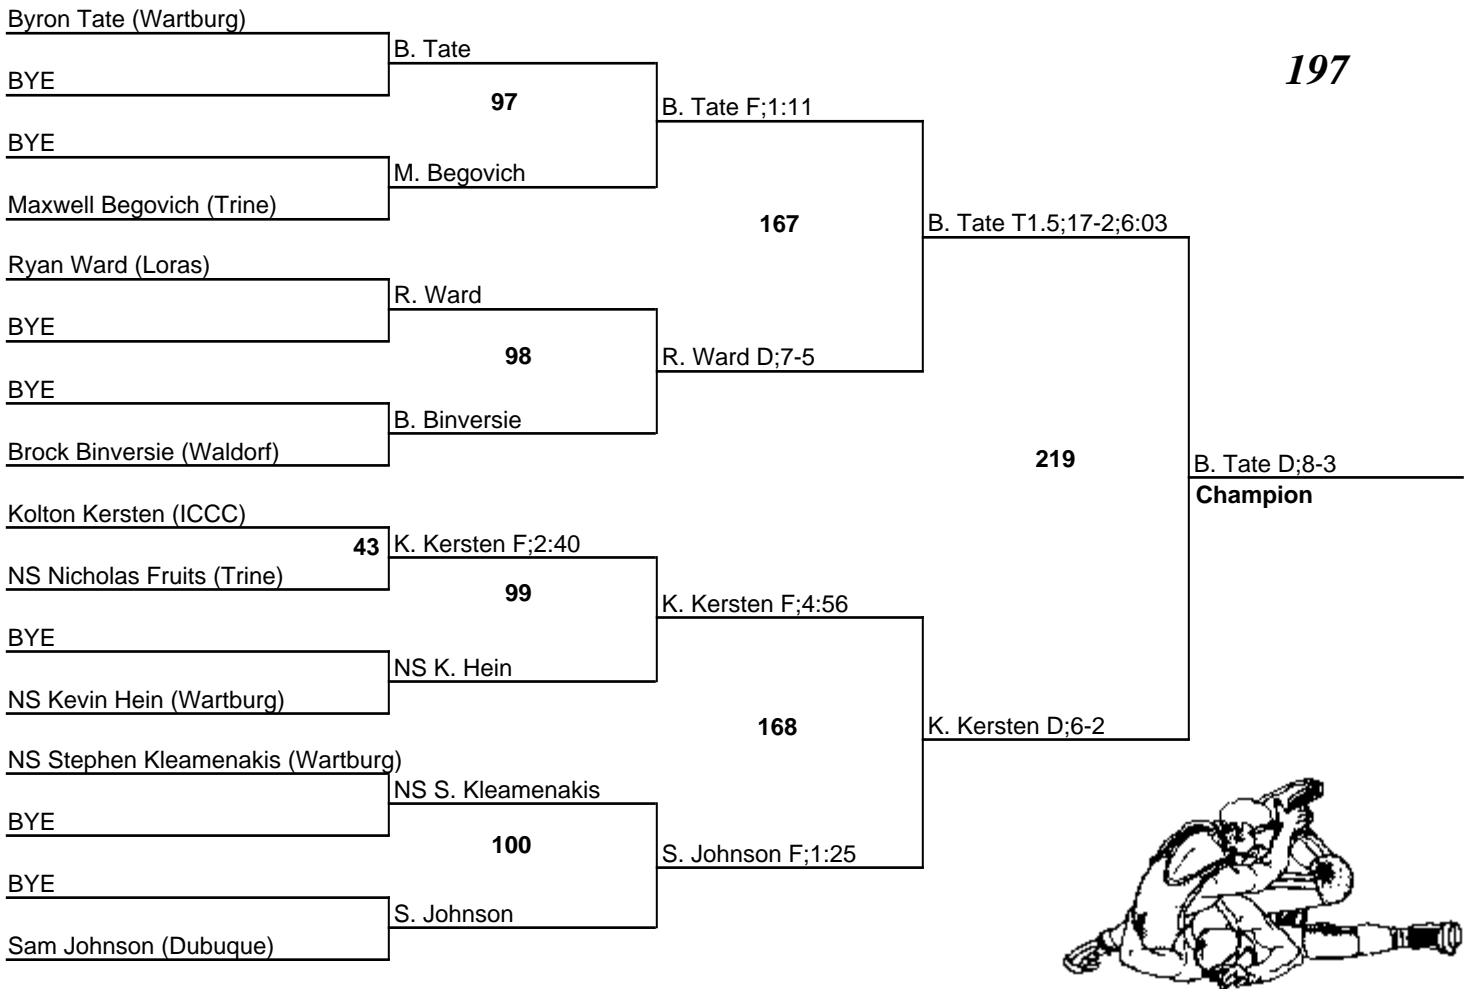 197
Byron Tate (Wartburg)
BYE
BYE
Maxwell Begovich (Trine)
Ryan Ward (Loras)
BYE
BYE
Brock Binversie (Waldorf)
Kolton Kersten (ICCC)
43
NS Nicholas Fruits (Trine)
BYE
NS Kevin Hein (Wartburg)
NS Stephen Kleamenakis (Wartburg)
BYE
BYE
Sam Johnson (Dubuque)
B. Tate
97
M. Begovich
R. Ward
98
B. Binversie
K. Kersten F;2:40
99
NS K. Hein
NS S. Kleamenakis
100
S. Johnson
B. Tate F;1:11
167
R. Ward D;7-5
K. Kersten F;4:56
168
S. Johnson F;1:25
B. Tate T1.5;17-2;6:03
219
K. Kersten D;6-2
B. Tate D;8-3
Champion